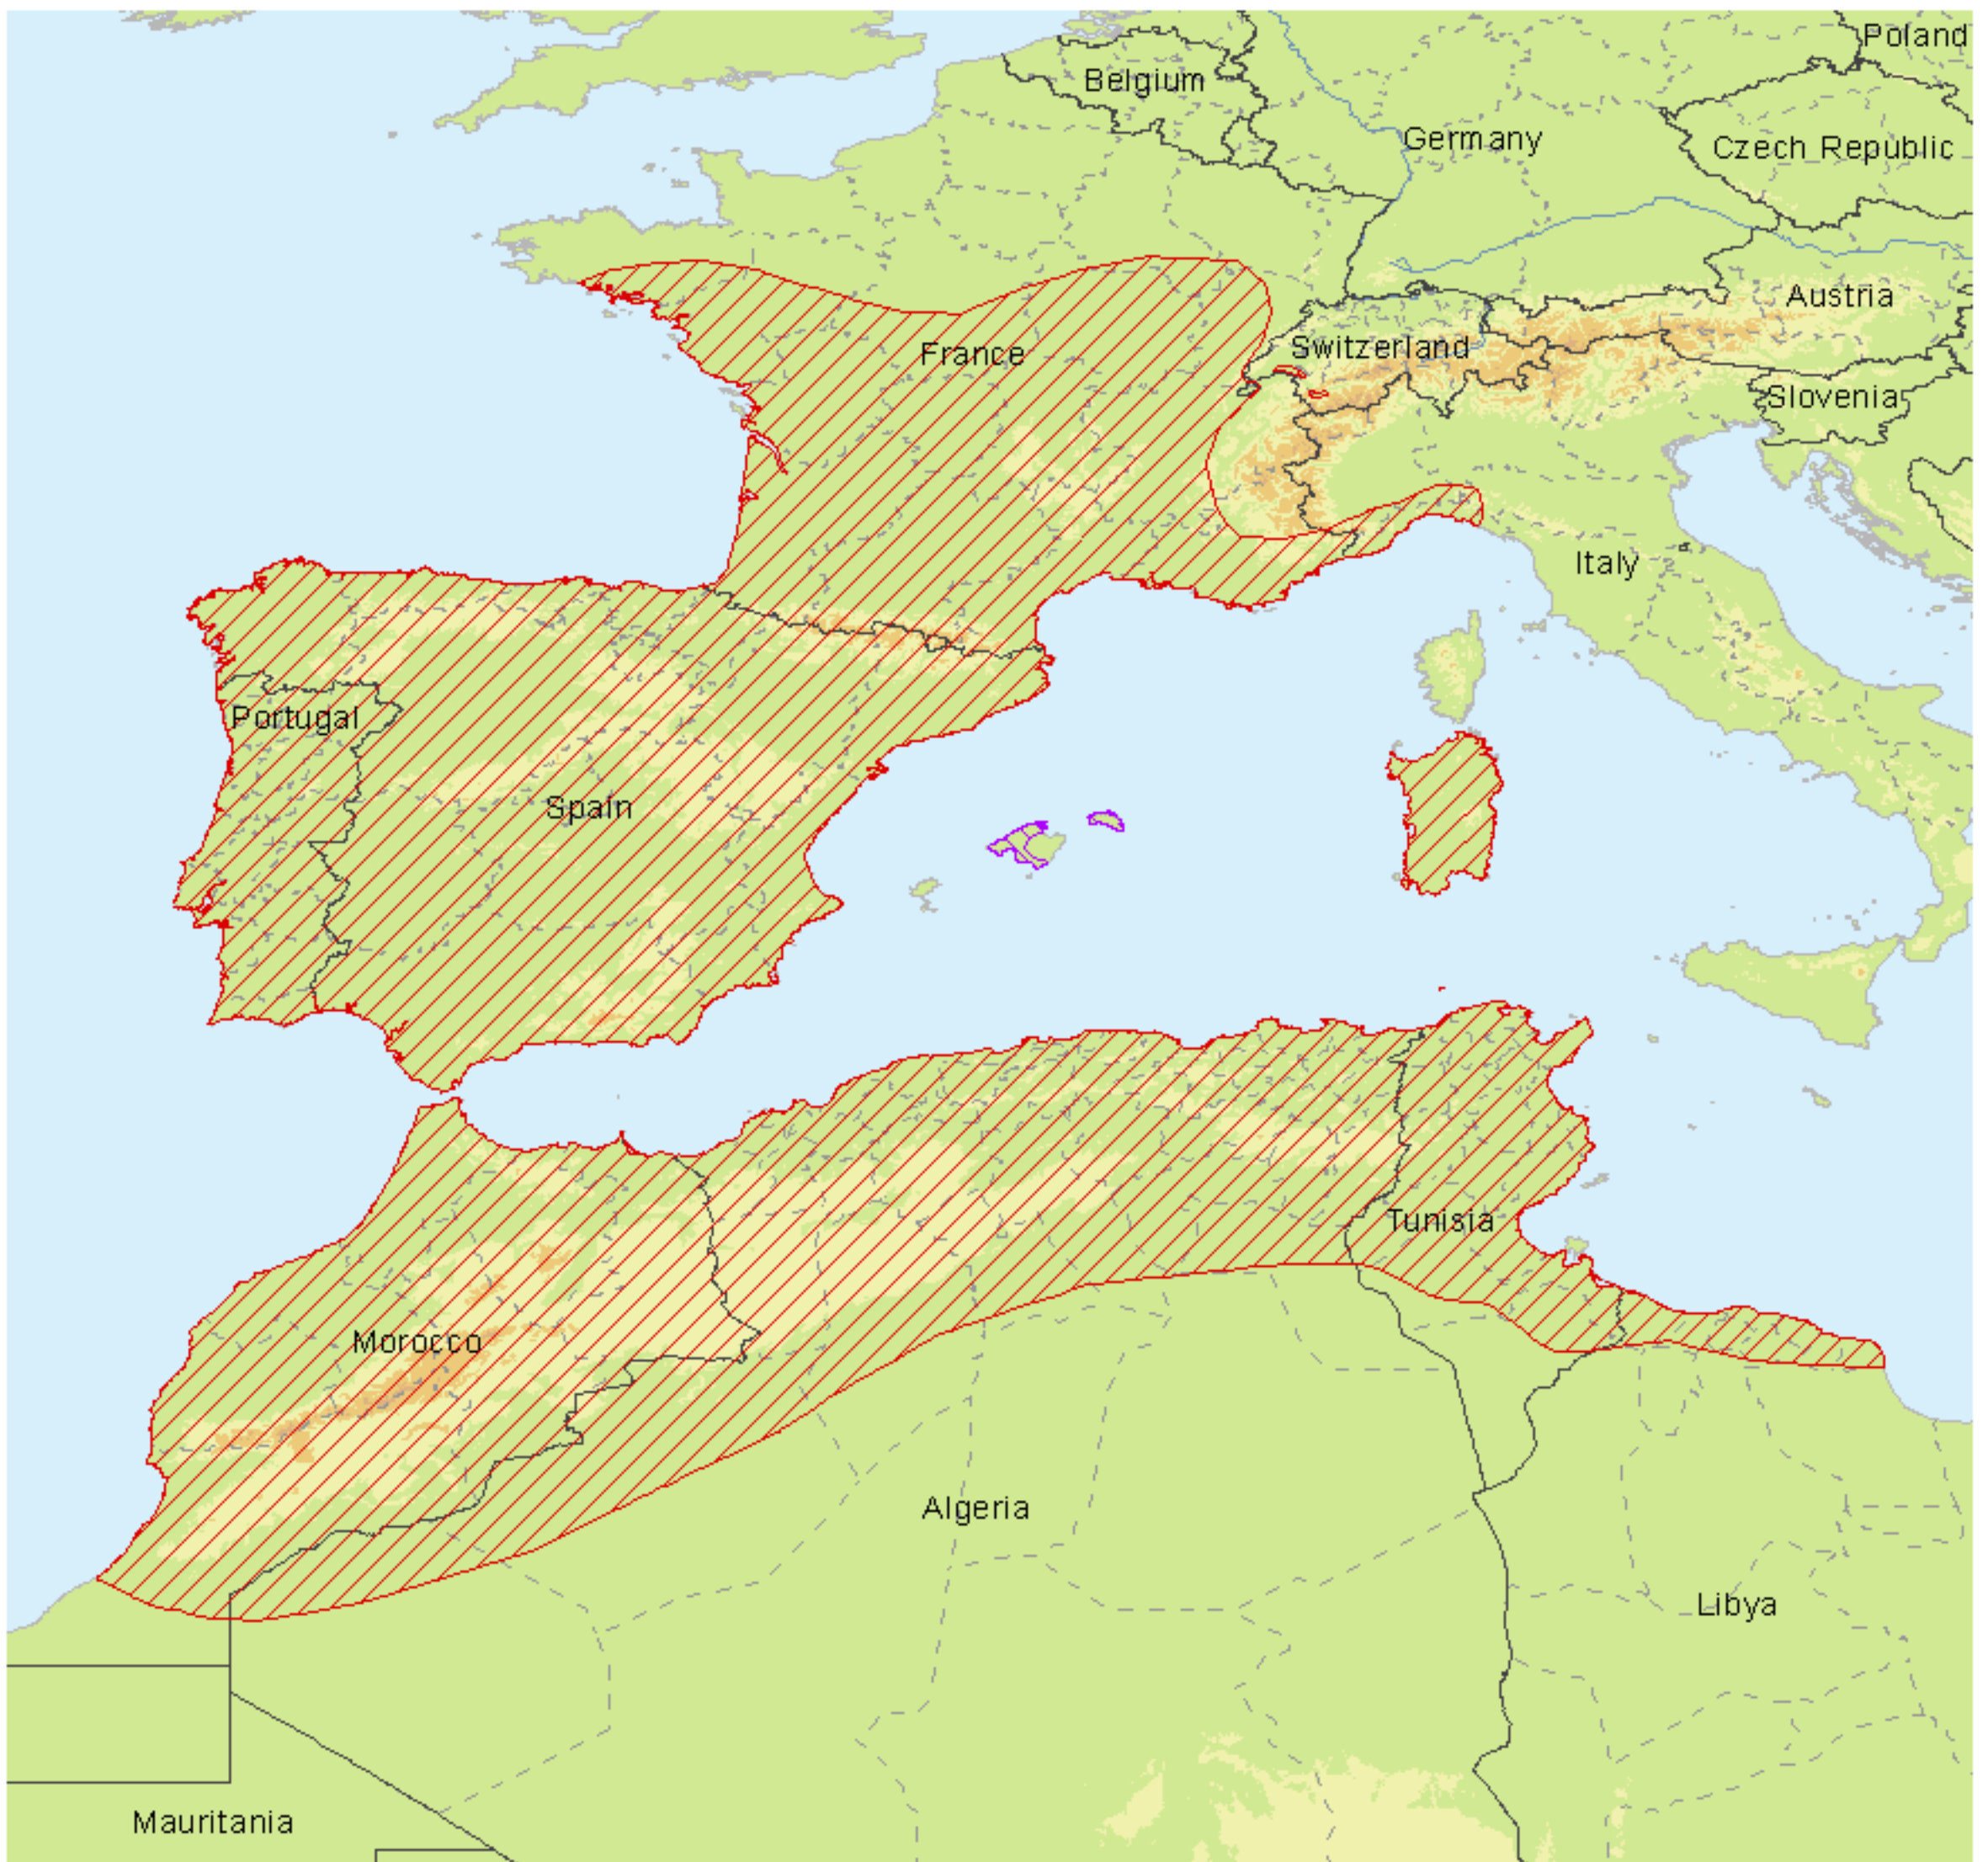 Poland
Belgium
Germany
Czech Republic
Austria
France
Switzerland
Slovenia
Italy
Portugal
Spain
Tunisia
Morocco
Algeria
Libya
Mauritania